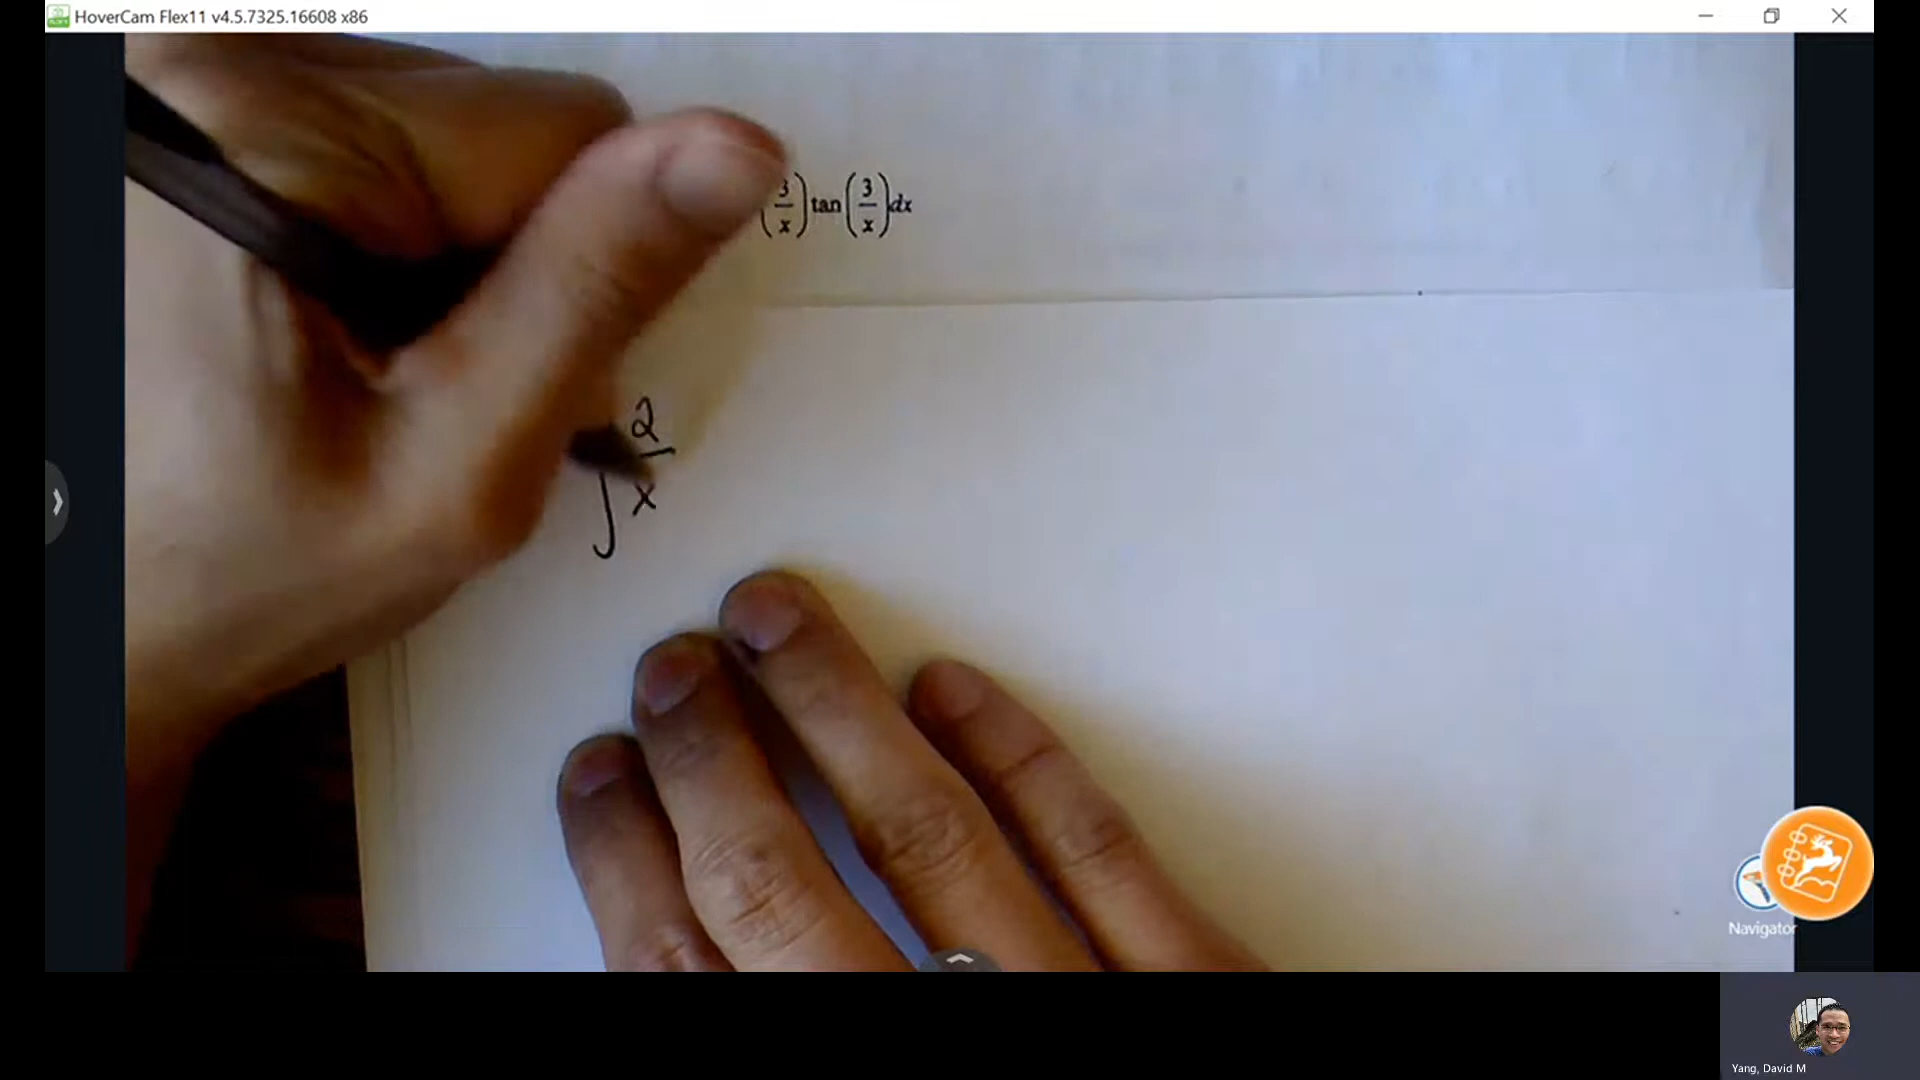 HoverCam Flex11 v4.5.7325.16608 x86
(3/x) tan (3/x) dx
∫ 2/x
Navigator
Yang, David M